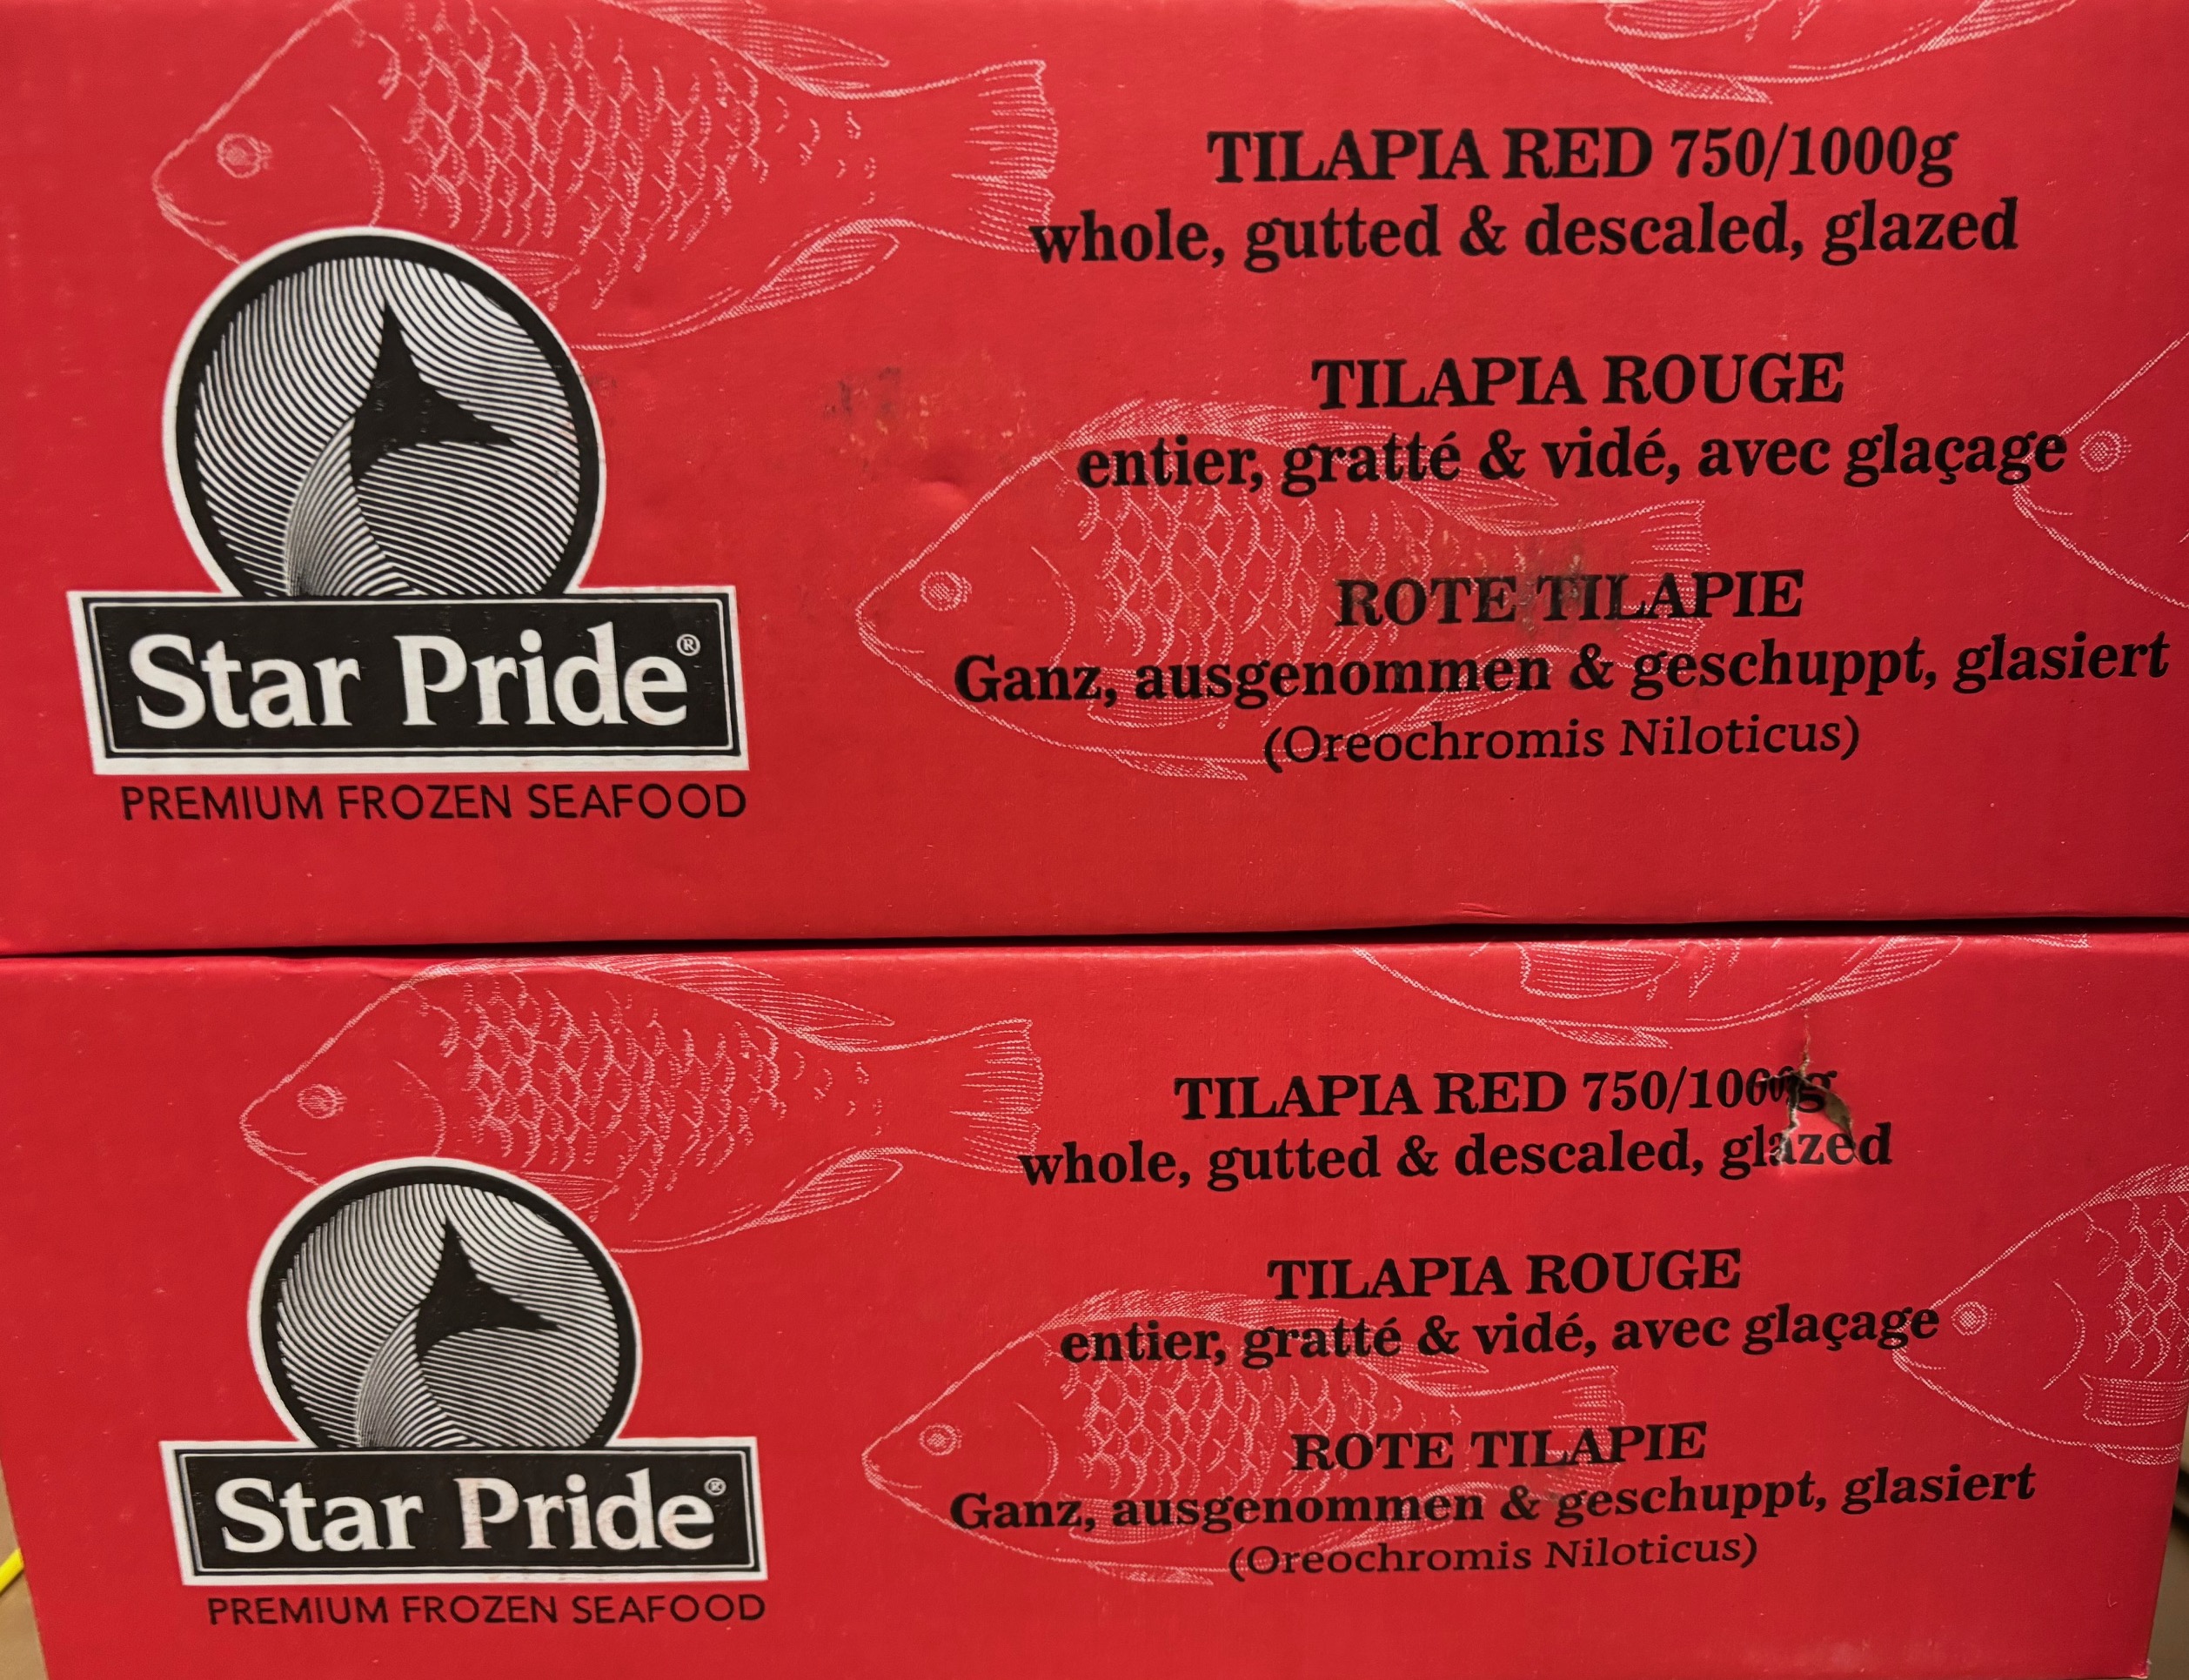 TILAPIA RED 750/1000g
whole, gutted & descaled, glazed
TILAPIA ROUGE
entier, gratté & vidé, avec glaçage
ROTE TILAPIE
Ganz, ausgenommen & geschuppt, glasiert
(Oreochromis Niloticus)
Star Pride®
PREMIUM FROZEN SEAFOOD
TILAPIA RED 750/1000g
whole, gutted & descaled, glazed
TILAPIA ROUGE
entier, gratté & vidé, avec glaçage
ROTE TILAPIE
Ganz, ausgenommen & geschuppt, glasiert
(Oreochromis Niloticus)
Star Pride®
PREMIUM FROZEN SEAFOOD